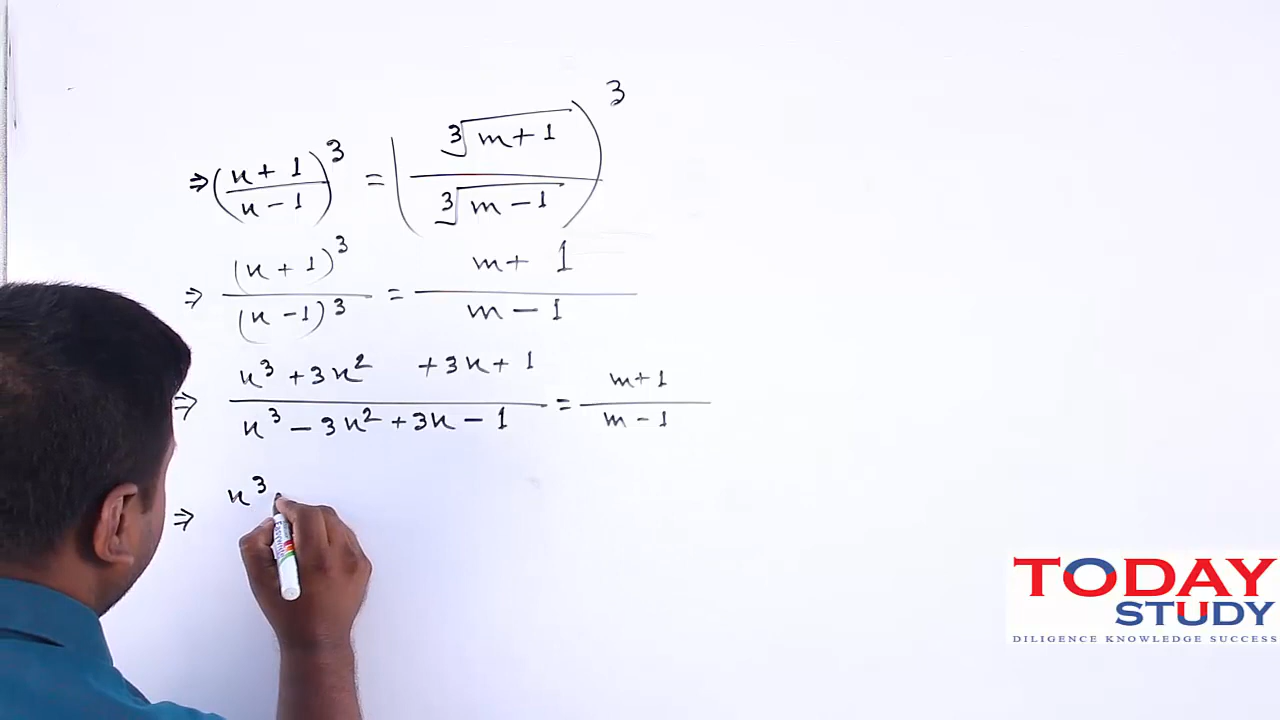 ⇒ ((x+1)/(x-1))³ = (∛(m+1)/∛(m-1))³
⇒ (x+1)³/(x-1)³ = (m+1)/(m-1)
⇒ (x³+3x²+3x+1)/(x³-3x²+3x-1) = (m+1)/(m-1)
⇒ x³
Favourite
TODAY
STUDY
DILIGENCE KNOWLEDGE SUCCESS